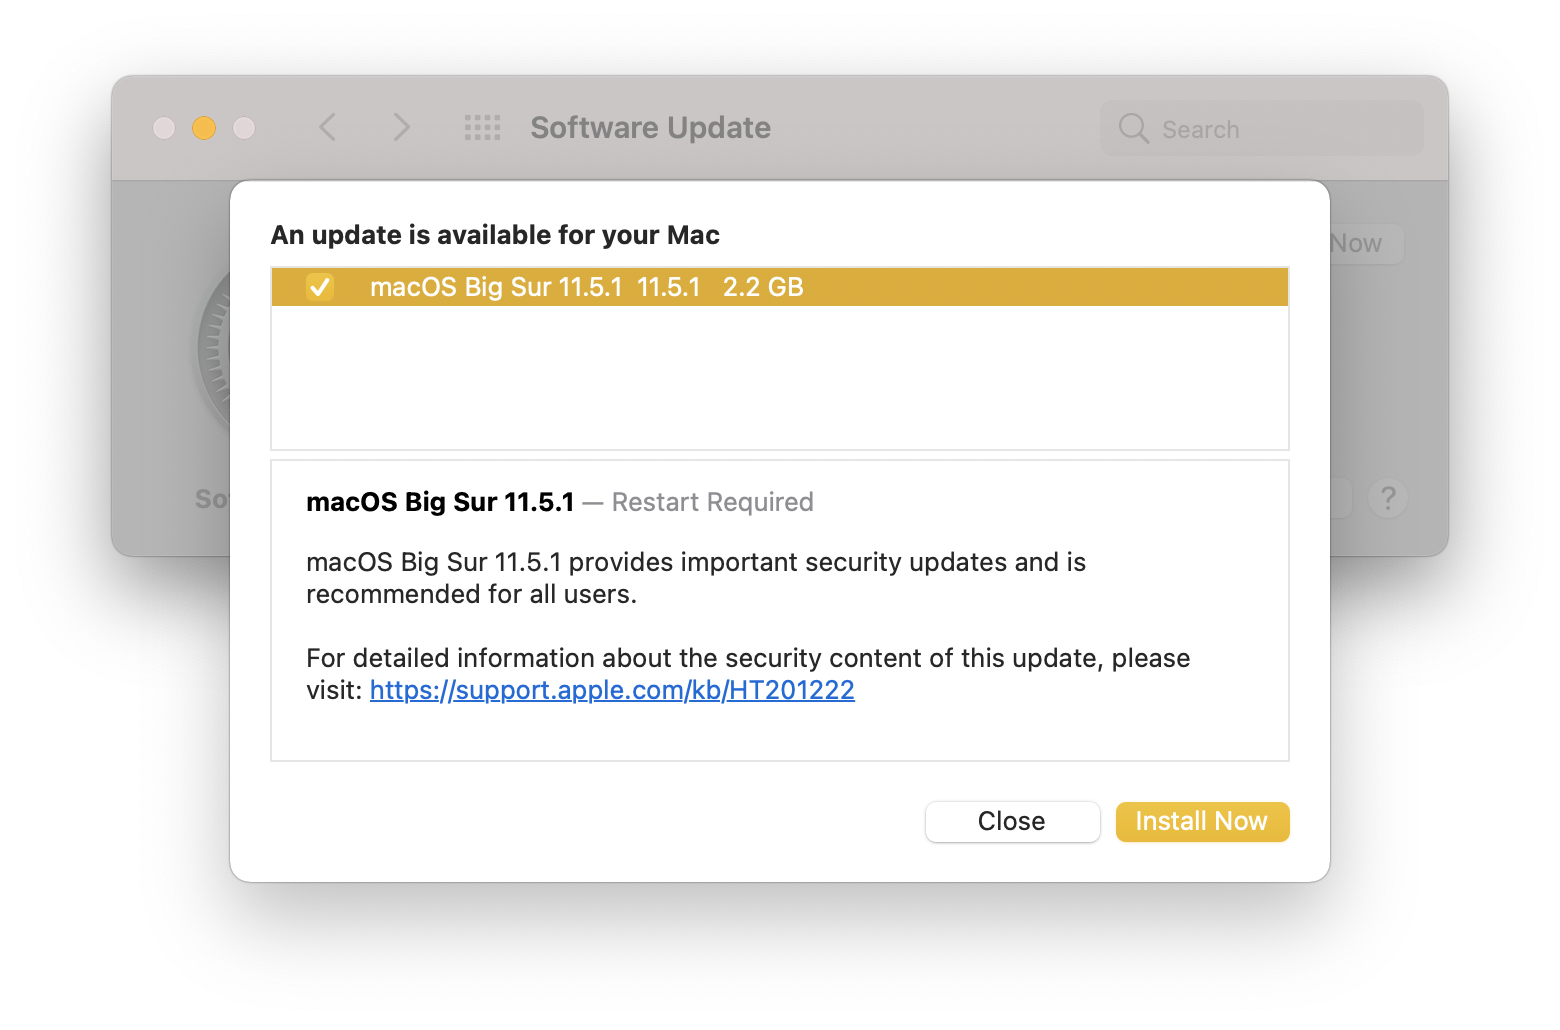 Software Update
Search
Now
An update is available for your Mac
macOS Big Sur 11.5.1 11.5.1 2.2 GB
macOS Big Sur 11.5.1 — Restart Required
macOS Big Sur 11.5.1 provides important security updates and is
recommended for all users.
For detailed information about the security content of this update, please
visit: https://support.apple.com/kb/HT201222
So
?
Close
Install Now